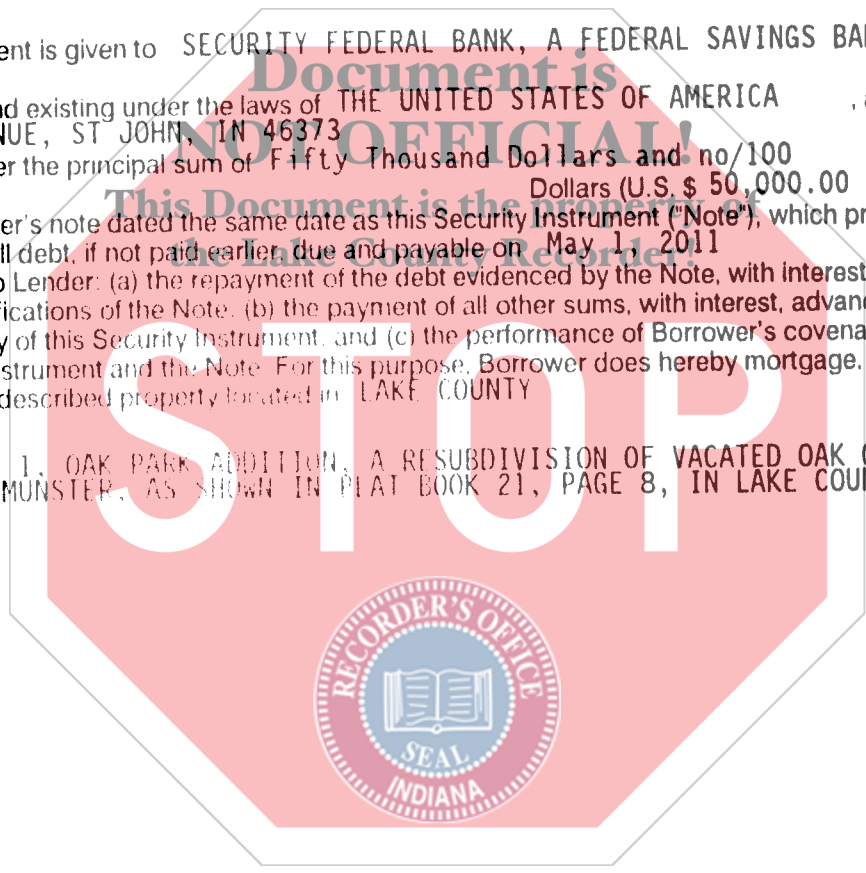 ent is given to SECURITY FEDERAL BANK, A FEDERAL SAVINGS BA
Document is
nd existing under the laws of THE UNITED STATES OF AMERICA , a
NUE, ST JOHN, IN 46373
NOT OFFICIAL!
er the principal sum of Fifty Thousand Dollars and no/100
Dollars (U.S. $ 50,000.00
This Document is the property of
er's note dated the same date as this Security Instrument ("Note"), which pr
ll debt, if not paid earlier, due and payable on May 1, 2011
the Lake County Recorder!
o Lender: (a) the repayment of the debt evidenced by the Note, with interest
fications of the Note, (b) the payment of all other sums, with interest, advan
y of this Security Instrument, and (c) the performance of Borrower's covena
strument and the Note. For this purpose, Borrower does hereby mortgage,
described property located in LAKE COUNTY
1, OAK PARK ADDITION, A RESUBDIVISION OF VACATED OAK
MUNSTER, AS SHOWN IN PLAT BOOK 21, PAGE 8, IN LAKE COU
STOP
RECORDER'S OFFICE
SEAL
INDIANA